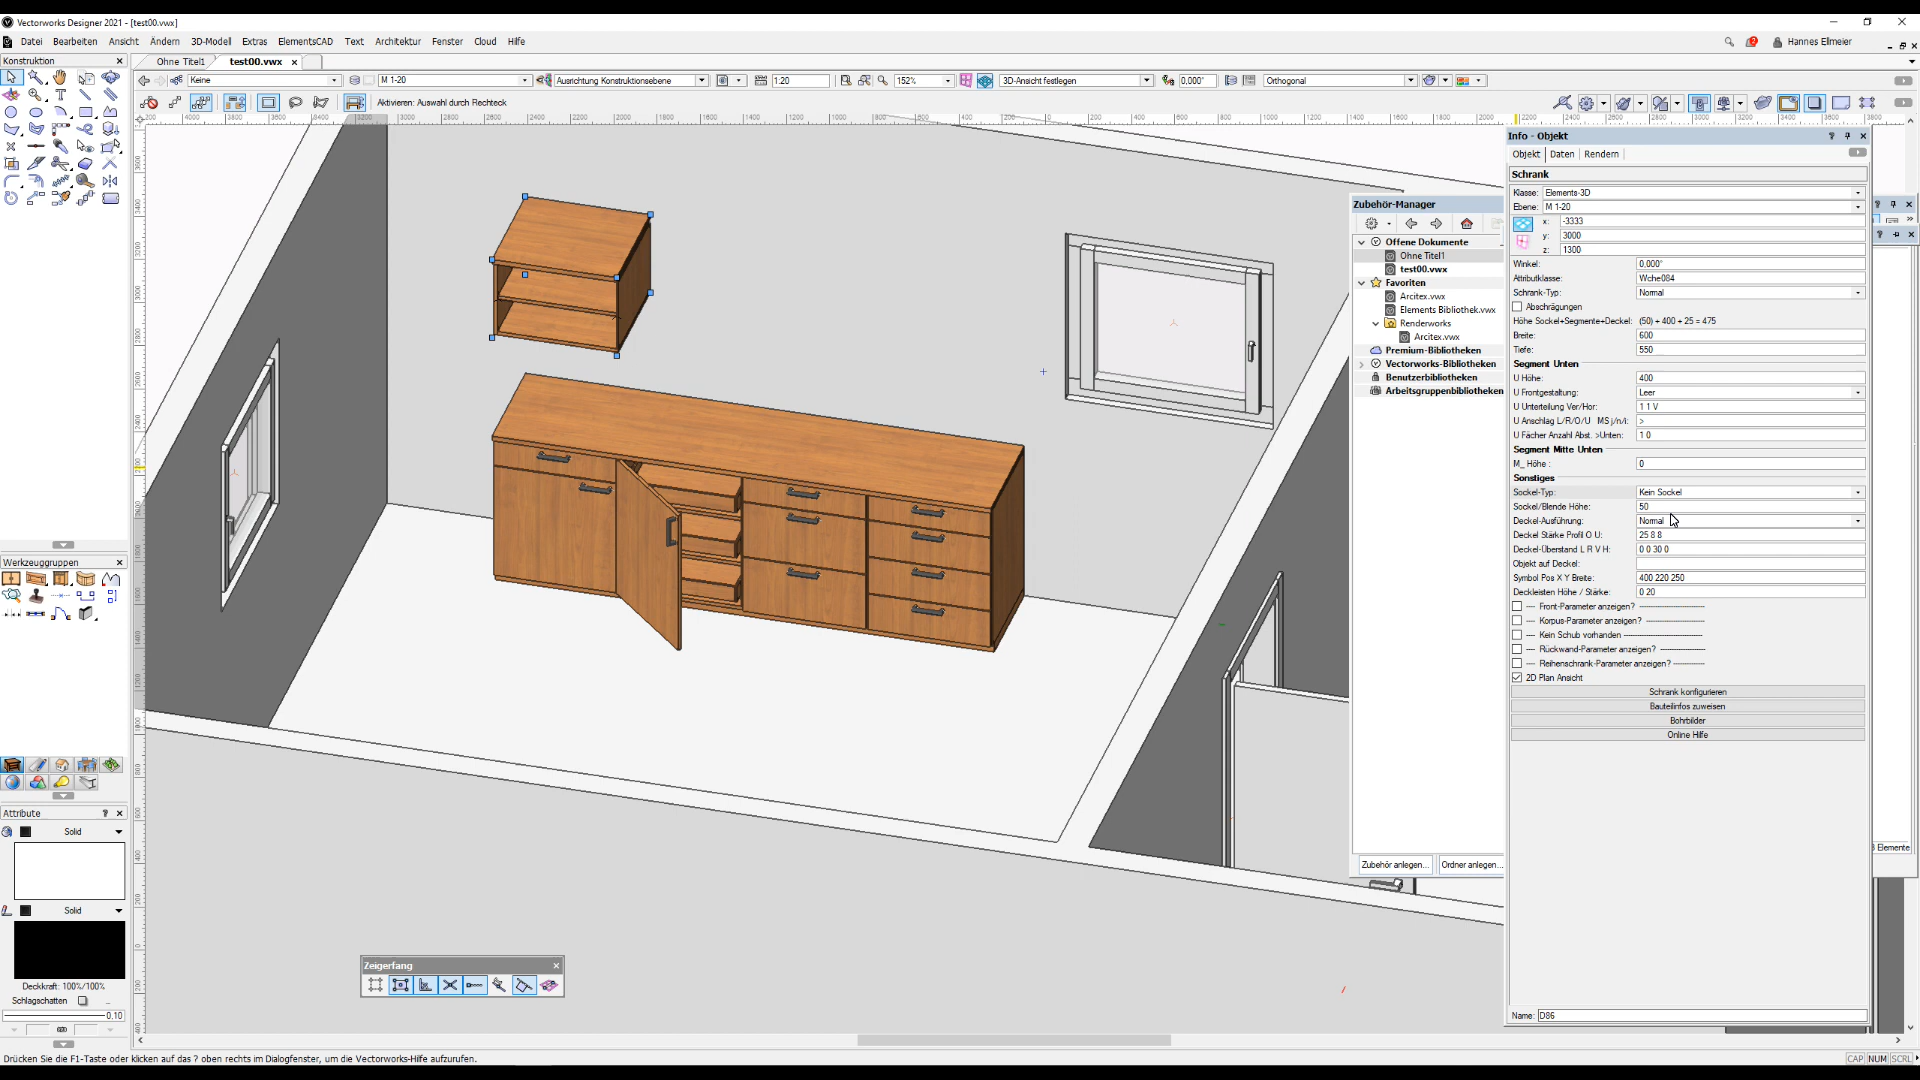 Vectorworks Designer 2021 - [test00.vwx]
Datei Bearbeiten Ansicht Ändern 3D-Modell Extras ElementsCAD Text Architektur Fenster Cloud Hilfe
Hannes Ellmeier
Konstruktion
Ohne Titel1 test00.vwx
Keine
M 1-20
Ausrichtung Konstruktionsebene
1:20
152%
3D-Ansicht festlegen
0,000°
Orthogonal
Aktivieren: Auswahl durch Rechteck
Werkzeuggruppen
Attribute
Solid
Solid
Deckkraft: 100%/100%
Schlagschatten
0,10
Zeigerfang
Zubehör-Manager
Offene Dokumente
Ohne Titel1
test00.vwx
Favoriten
Arcitex.vwx
Elements Bibliothek.vwx
Renderworks
Arcitex.vwx
Premium-Bibliotheken
Vectorworks-Bibliotheken
Benutzerbibliotheken
Arbeitsgruppenbibliotheken
Zubehör anlegen... Ordner anlegen...
Elemente
Info - Objekt
Objekt Daten Rendern
Schrank
Klasse: Elements-3D
Ebene: M 1-20
x: -3333
y: 3000
z: 1300
Winkel: 0,000°
Attributklasse: Wche084
Schrank-Typ: Normal
Abschrägungen
Höhe Sockel+Segmente+Deckel: (50) + 400 + 25 = 475
Breite: 600
Tiefe: 550
Segment Unten
U Höhe: 400
U Frontgestaltung: Leer
U Unterteilung Ver/Hor: 1 1 V
U Anschlag L/R/O/U MS j/n/i: >
U Fächer Anzahl Abst. >Unten: 1 0
Segment Mitte Unten
M_ Höhe : 0
Sonstiges
Sockel-Typ: Kein Sockel
Sockel/Blende Höhe: 50
Deckel-Ausführung: Normal
Deckel Stärke Profil O U: 25 8 8
Deckel-Überstand L R V H: 0 0 30 0
Objekt auf Deckel:
Symbol Pos X Y Breite: 400 220 250
Deckleisten Höhe / Stärke: 0 20
---- Front-Parameter anzeigen? --------------------
---- Korpus-Parameter anzeigen? -----------------
---- Kein Schub vorhanden ------------------------
---- Rückwand-Parameter anzeigen? --------------
---- Reihenschrank-Parameter anzeigen? ----------
2D Plan Ansicht
Schrank konfigurieren
Bauteilinfos zuweisen
Bohrbilder
Online Hilfe
Name: D86
Drücken Sie die F1-Taste oder klicken auf das ? oben rechts im Dialogfenster, um die Vectorworks-Hilfe aufzurufen.
CAP NUM SCRL